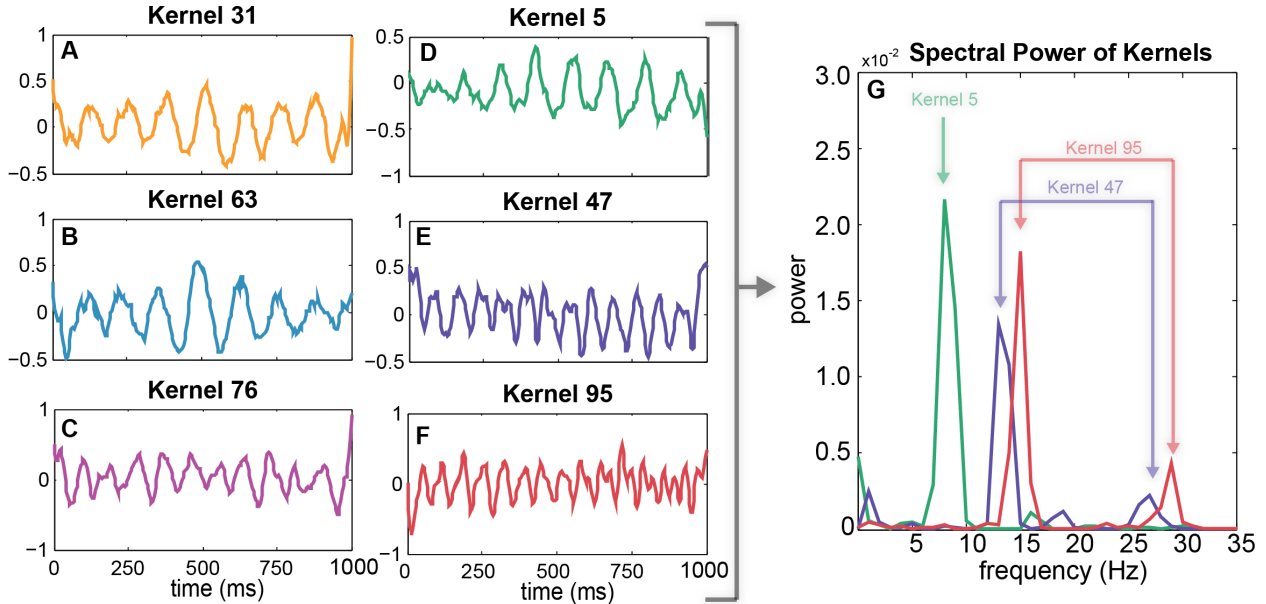 Kernel 31
A
1
0.5
0
−0.5
Kernel 5
D
0.5
0
−0.5
−1
Kernel 63
B
1
0.5
0
−0.5
Kernel 47
E
1
0.5
0
−0.5
Kernel 76
C
1
0
−1
0 250 500 750 1000
time (ms)
Kernel 95
F
1
0
−1
0 250 500 750 1000
time (ms)
x10⁻² Spectral Power of Kernels
G
3.0
2.5
2.0
1.5
1.0
0.5
0
power
Kernel 5
Kernel 95
Kernel 47
5 10 15 20 25 30 35
frequency (Hz)